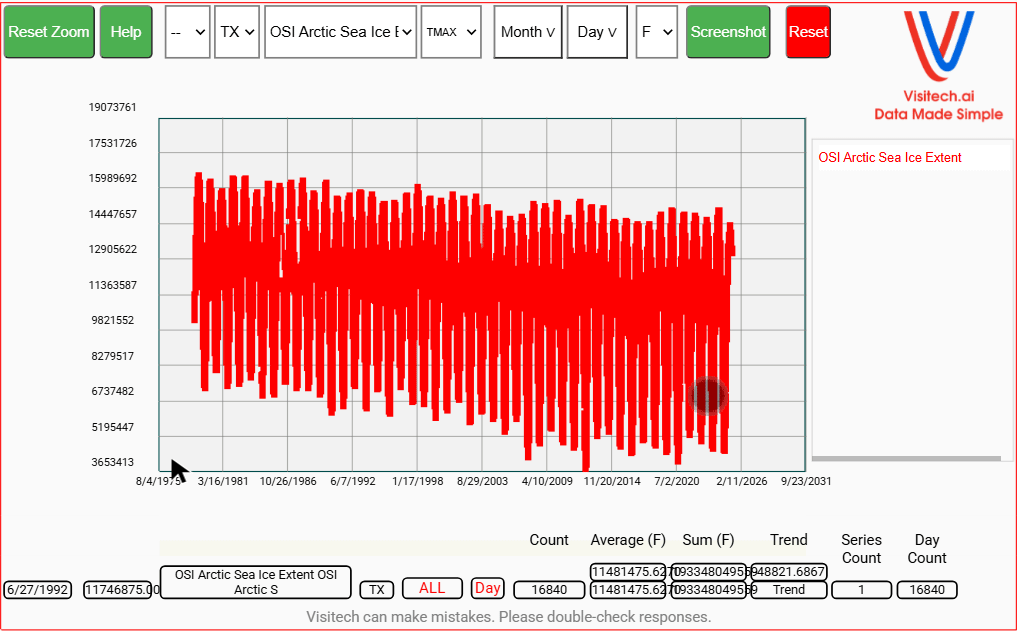 Reset Zoom Help -- TX OSI Arctic Sea Ice E TMAX Month V Day V F Screenshot Reset
Visitech.ai
Data Made Simple
19073761
17531726
15989692
14447657
12905622
11363587
9821552
8279517
6737482
5195447
3653413
OSI Arctic Sea Ice Extent
8/4/1975 3/16/1981 10/26/1986 6/7/1992 1/17/1998 8/29/2003 4/10/2009 11/20/2014 7/2/2020 2/11/2026 9/23/2031
Count Average (F) Sum (F) Trend Series Count Day Count
11481475.627 948821.6867
6/27/1992 11746875.00 OSI Arctic Sea Ice Extent OSI Arctic S TX ALL Day 16840 11481475.627 Trend 1 16840
Visitech can make mistakes. Please double-check responses.